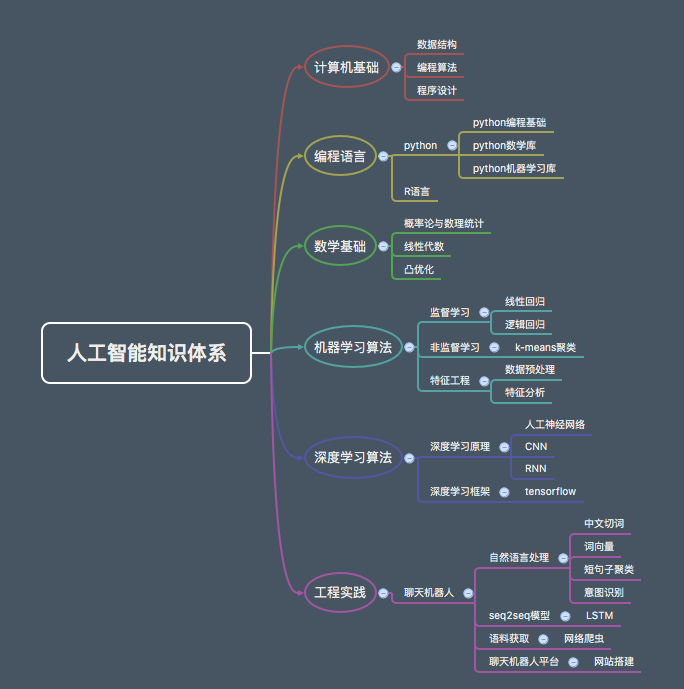 人工智能知识体系
计算机基础
数据结构
编程算法
程序设计
编程语言
python
python编程基础
python数学库
python机器学习库
R语言
数学基础
概率论与数理统计
线性代数
凸优化
机器学习算法
监督学习
线性回归
逻辑回归
非监督学习
k-means聚类
特征工程
数据预处理
特征分析
深度学习算法
深度学习原理
人工神经网络
CNN
RNN
深度学习框架
tensorflow
工程实践
聊天机器人
自然语言处理
中文切词
词向量
短句子聚类
意图识别
seq2seq模型
LSTM
语料获取
网络爬虫
聊天机器人平台
网站搭建